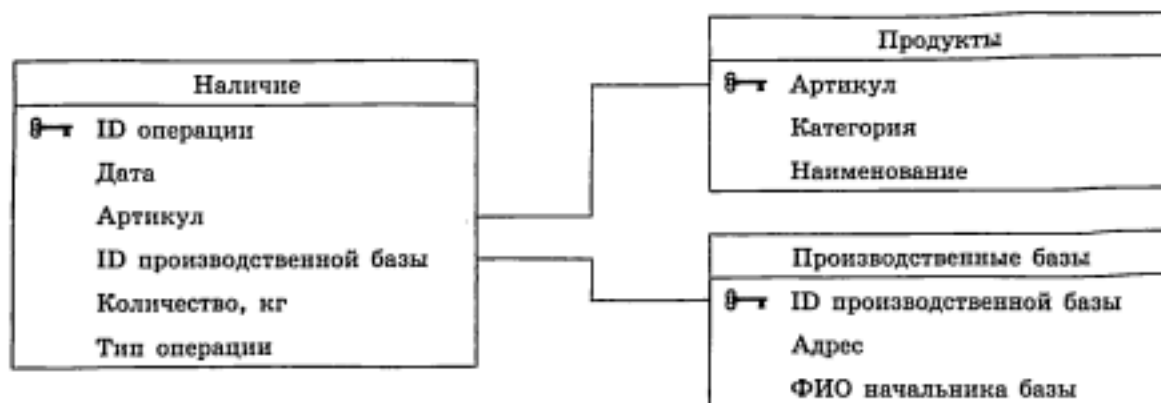 Наличие
ID операции
Дата
Артикул
ID производственной базы
Количество, кг
Тип операции
Продукты
Артикул
Категория
Наименование
Производственные базы
ID производственной базы
Адрес
ФИО начальника базы